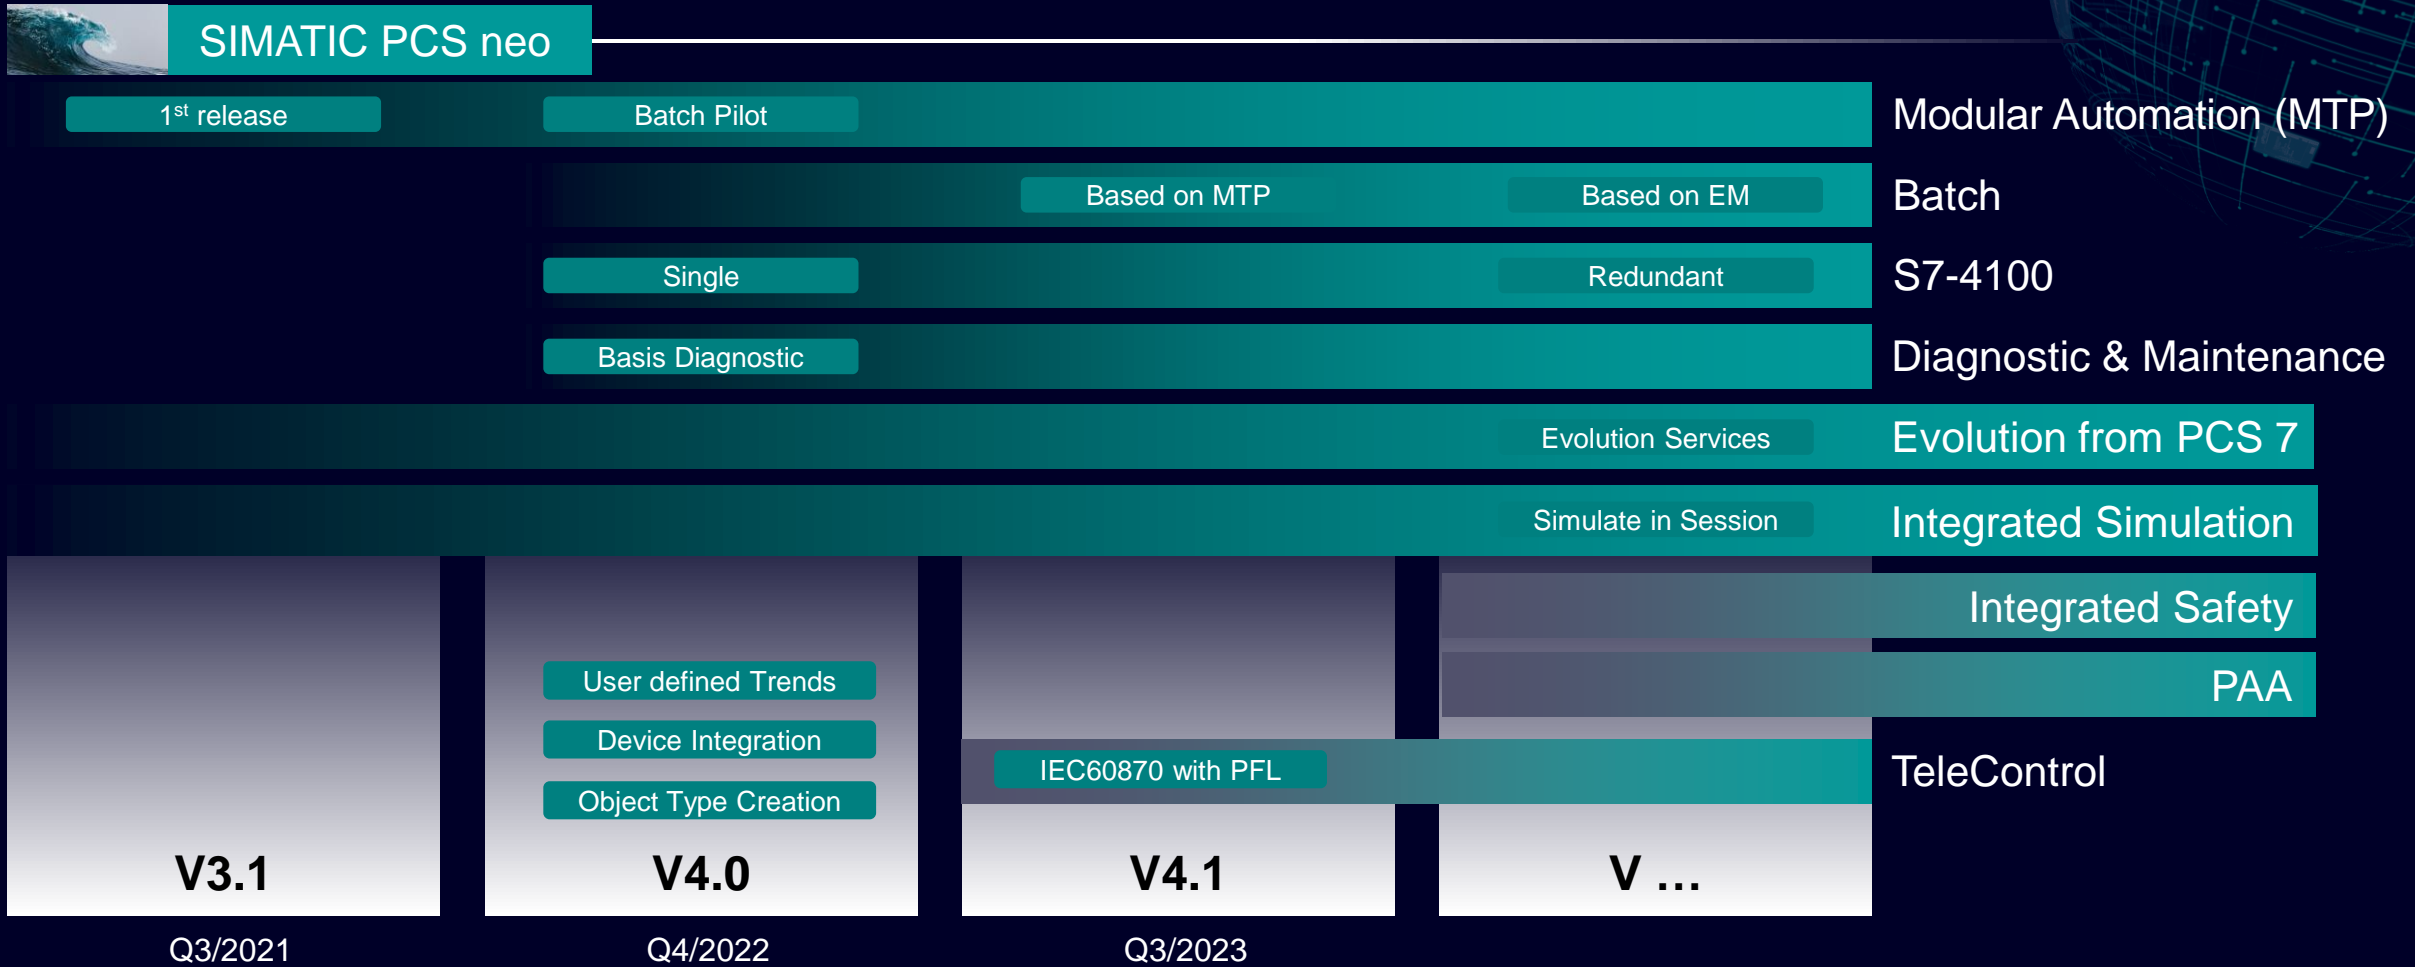 SIMATIC PCS neo
1st release
Batch Pilot
Modular Automation (MTP)
Based on MTP
Based on EM
Batch
Single
Redundant
S7-4100
Basis Diagnostic
Diagnostic & Maintenance
Evolution Services
Evolution from PCS 7
Simulate in Session
Integrated Simulation
Integrated Safety
User defined Trends
PAA
Device Integration
IEC60870 with PFL
TeleControl
Object Type Creation
V3.1
V4.0
V4.1
V ...
Q3/2021
Q4/2022
Q3/2023